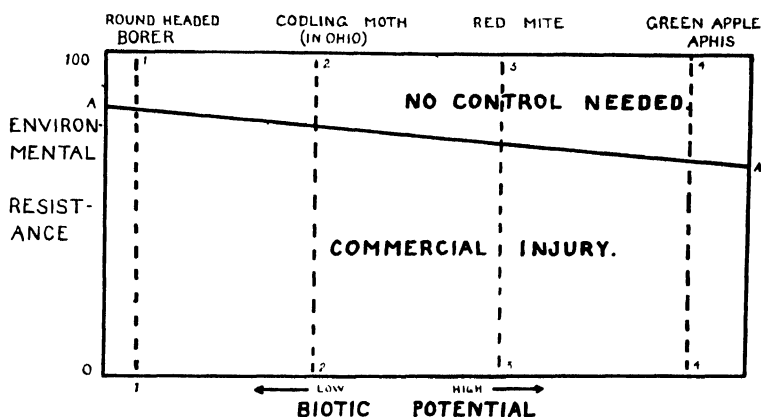 ROUND HEADED BORER
CODLING MOTH (IN OHIO)
RED MITE
GREEN APPLE APHIS
100
1
2
3
4
A
NO CONTROL NEEDED.
ENVIRON-
MENTAL
A
RESIST-
ANCE
COMMERCIAL INJURY.
0
1
2
3
4
LOW
HIGH
BIOTIC POTENTIAL